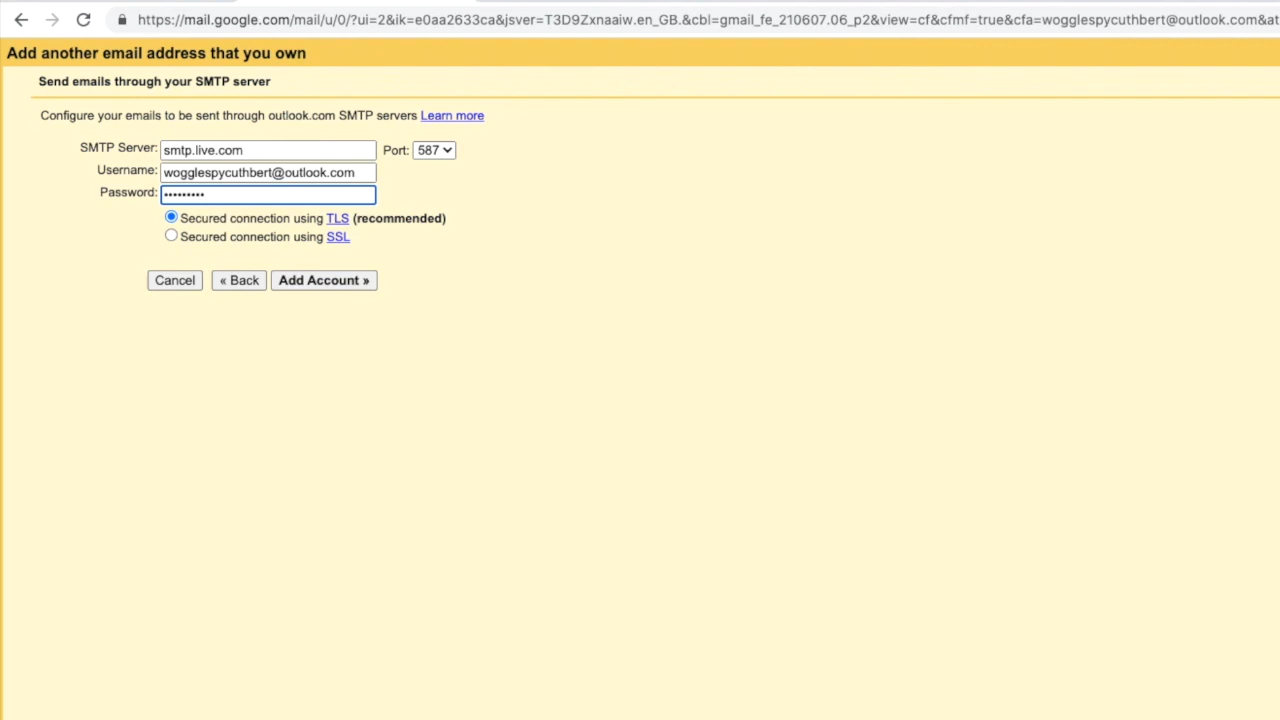 https://mail.google.com/mail/u/0/?ui=2&ik=e0aa2633ca&jsver=T3D9Zxnaaiw.en_GB.&cbl=gmail_fe_210607.06_p2&view=cf&cfmf=true&cfa=wogglespycuthbert@outlook.com&at
Add another email address that you own
Send emails through your SMTP server
Configure your emails to be sent through outlook.com SMTP servers Learn more
SMTP Server: smtp.live.com Port: 587
Username: wogglespycuthbert@outlook.com
Password: •••••••••
Secured connection using TLS (recommended)
Secured connection using SSL
Cancel « Back Add Account »